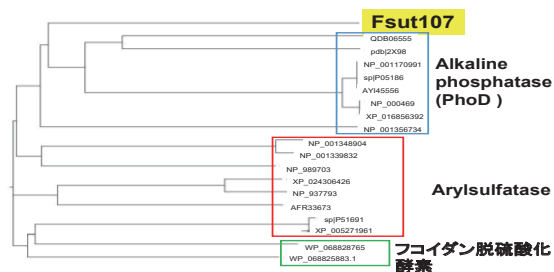 Fsut107
QDB06555
pdb|2X98
NP_001170991
sp|P05186
AYI45556
NP_000469
XP_016856392
NP_001356734
Alkaline
phosphatase
(PhoD )
NP_001348904
NP_001339832
NP_989703
XP_024306426
NP_937793
AFR33673
sp|P51691
XP_005271961
Arylsulfatase
WP_068828765
WP_068825883.1
フコイダン脱硫酸化
酵素